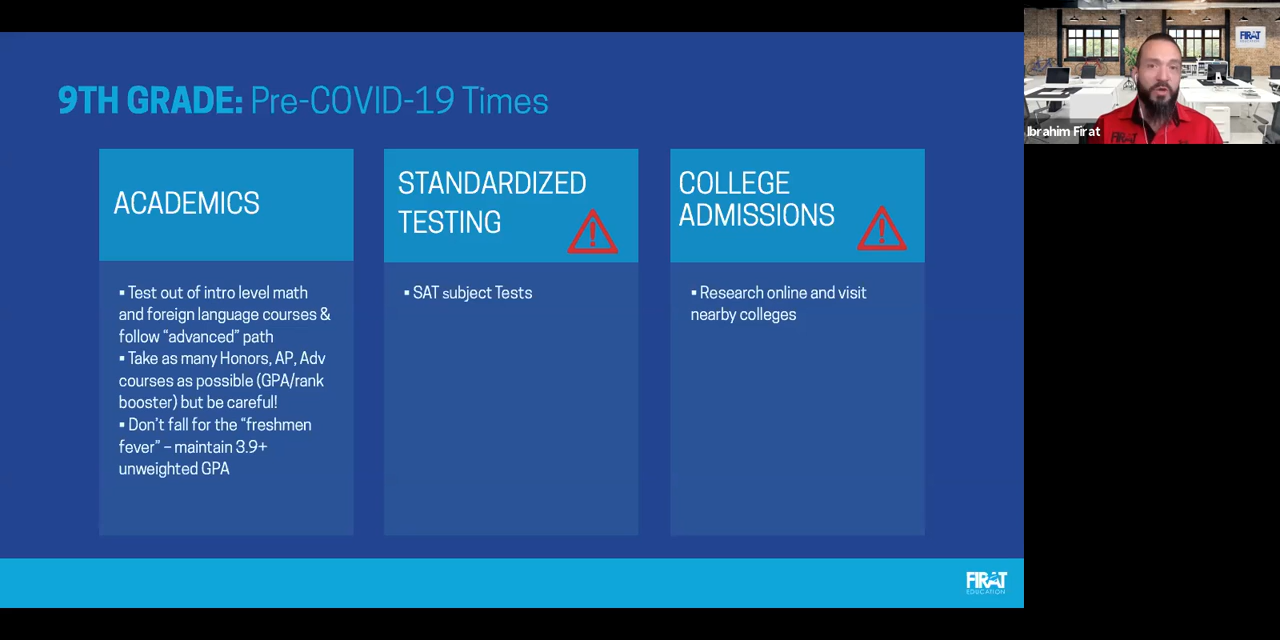 9TH GRADE: Pre-COVID-19 Times
ACADEMICS
▪ Test out of intro level math
and foreign language courses &
follow “advanced” path
▪ Take as many Honors, AP, Adv
courses as possible (GPA/rank
booster) but be careful!
▪ Don’t fall for the “freshmen
fever” – maintain 3.9+
unweighted GPA
STANDARDIZED
TESTING
▪ SAT subject Tests
COLLEGE
ADMISSIONS
▪ Research online and visit
nearby colleges
FIRAT
EDUCATION
FIRAT
FIRAT
Ibrahim Firat